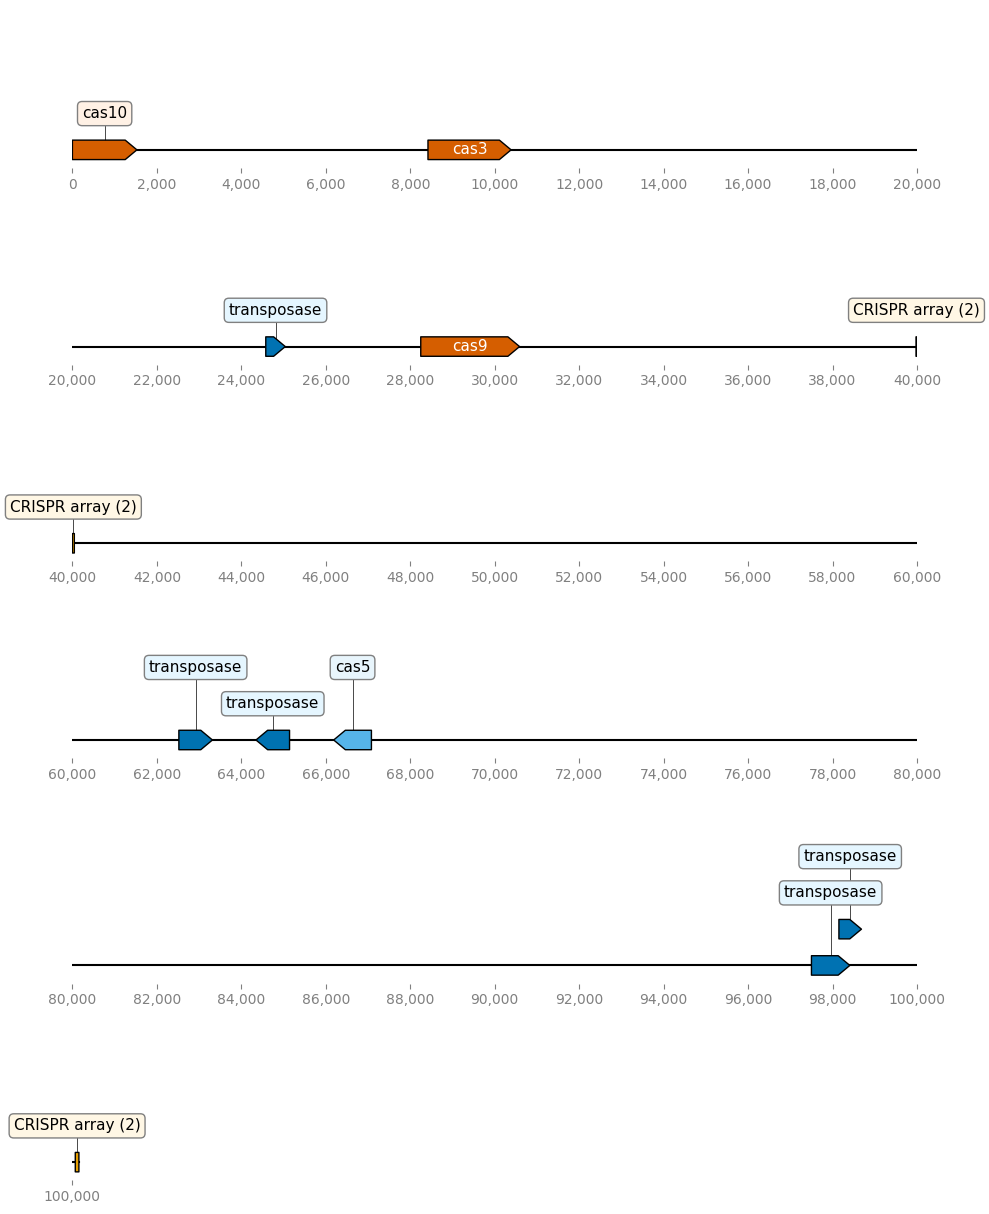 cas10
cas3
0 2,000 4,000 6,000 8,000 10,000 12,000 14,000 16,000 18,000 20,000
transposase CRISPR array (2)
cas9
20,000 22,000 24,000 26,000 28,000 30,000 32,000 34,000 36,000 38,000 40,000
CRISPR array (2)
40,000 42,000 44,000 46,000 48,000 50,000 52,000 54,000 56,000 58,000 60,000
transposase cas5
transposase
60,000 62,000 64,000 66,000 68,000 70,000 72,000 74,000 76,000 78,000 80,000
transposase
transposase
80,000 82,000 84,000 86,000 88,000 90,000 92,000 94,000 96,000 98,000 100,000
CRISPR array (2)
100,000